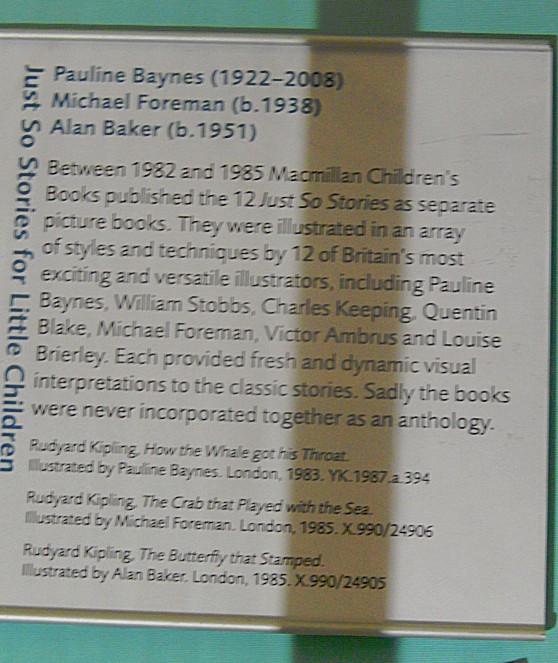 Just So Stories for Little Children
Pauline Baynes (1922–2008)
Michael Foreman (b.1938)
Alan Baker (b.1951)
Between 1982 and 1985 Macmillan Children's
Books published the 12 Just So Stories as separate
picture books. They were illustrated in an array
of styles and techniques by 12 of Britain's most
exciting and versatile illustrators, including Pauline
Baynes, William Stobbs, Charles Keeping, Quentin
Blake, Michael Foreman, Victor Ambrus and Louise
Brierley. Each provided fresh and dynamic visual
interpretations to the classic stories. Sadly the books
were never incorporated together as an anthology.
Rudyard Kipling, How the Whale got his Throat.
Illustrated by Pauline Baynes. London, 1983. YK.1987.a.394
Rudyard Kipling, The Crab that Played with the Sea.
Illustrated by Michael Foreman. London, 1985. X.990/24906
Rudyard Kipling, The Butterfly that Stamped.
Illustrated by Alan Baker. London, 1985. X.990/24905